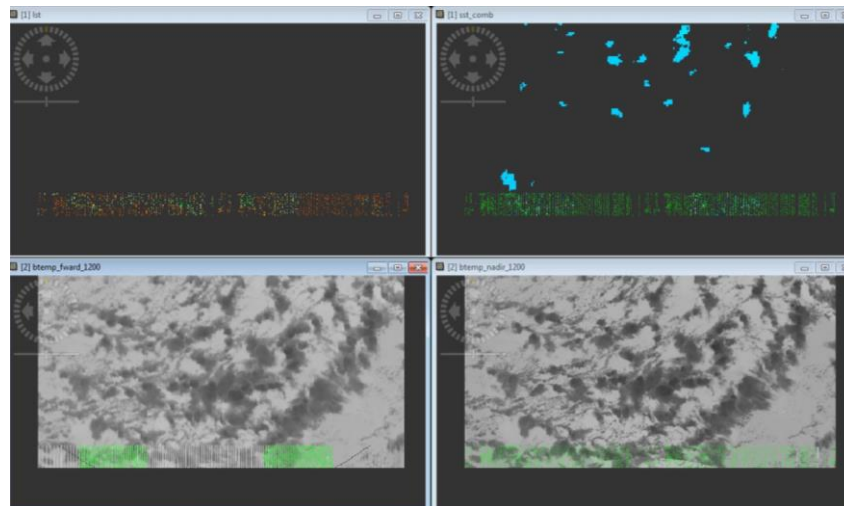 [1] lst
[1] sst_comb
[2] btemp_fward_1200
[2] btemp_nadir_1200